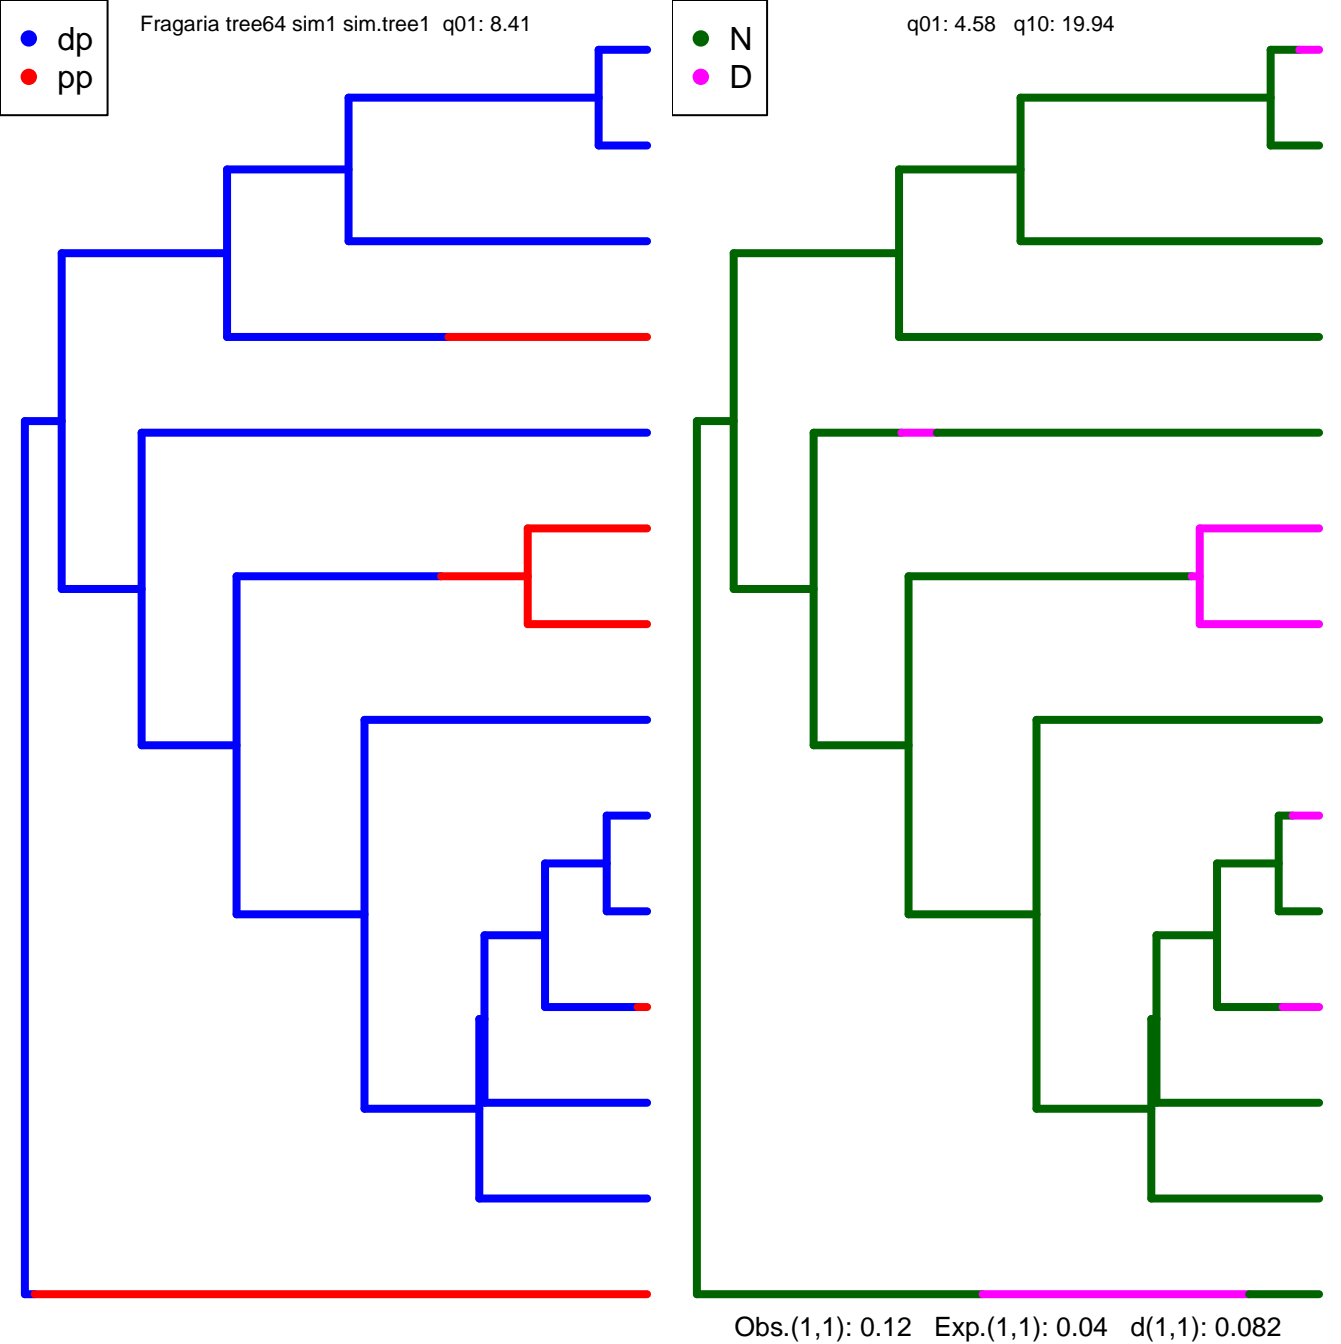 Fragaria tree64 sim1 sim.tree1 q01: 8.41
dp
pp
q01: 4.58 q10: 19.94
N
D
Obs.(1,1): 0.12 Exp.(1,1): 0.04 d(1,1): 0.082